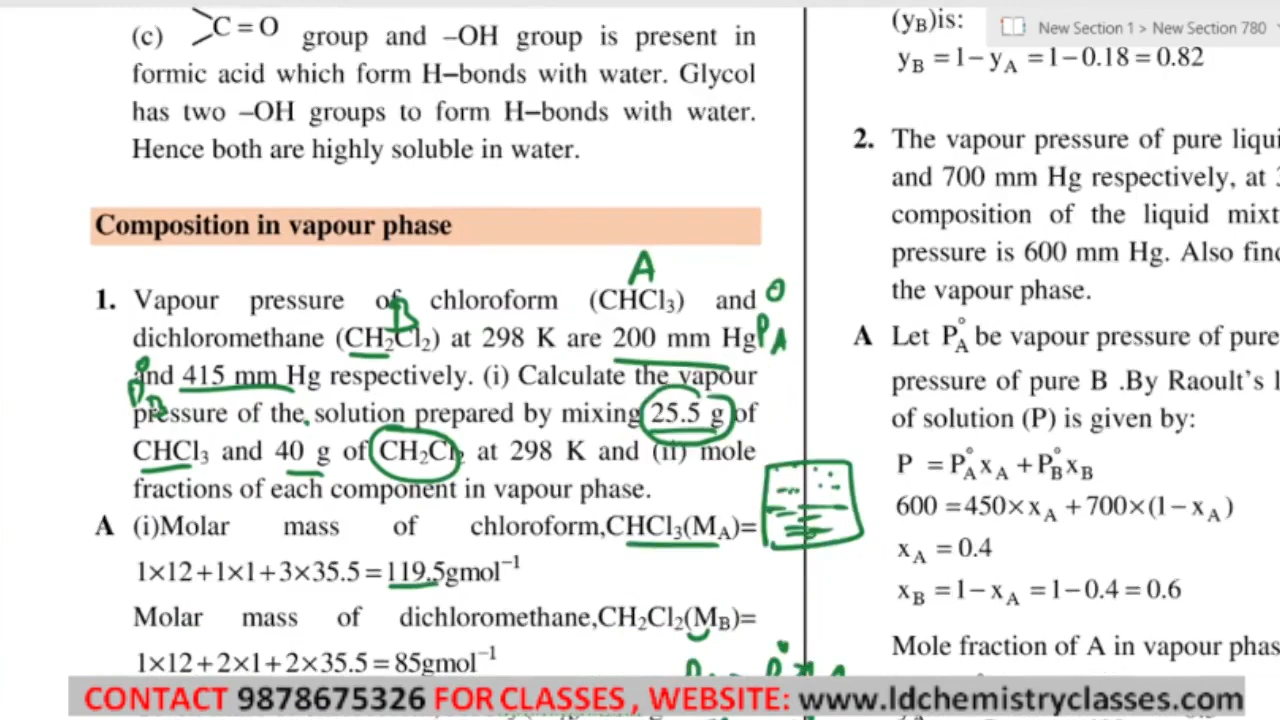 (c) >C=O group and –OH group is present in
formic acid which form H–bonds with water. Glycol
has two –OH groups to form H–bonds with water.
Hence both are highly soluble in water.
Composition in vapour phase
A
1. Vapour pressure of chloroform (CHCl₃) and
B
P°A
dichloromethane (CH₂Cl₂) at 298 K are 200 mm Hg
and 415 mm Hg respectively. (i) Calculate the vapour
P°B
pressure of the solution prepared by mixing 25.5 g of
CHCl₃ and 40 g of CH₂Cl₂ at 298 K and (ii) mole
fractions of each component in vapour phase.
A (i)Molar mass of chloroform,CHCl₃(M_A)=
1×12+1×1+3×35.5=119.5gmol⁻¹
Molar mass of dichloromethane,CH₂Cl₂(M_B)=
1×12+2×1+2×35.5=85gmol⁻¹
(y_B)is:
New Section 1 > New Section 780
y_B =1−y_A =1−0.18=0.82
2. The vapour pressure of pure
and 700 mm Hg respectively, at
composition of the liquid
pressure is 600 mm Hg. Also
the vapour phase.
A Let P°_A be vapour pressure of pure
pressure of pure B .By Raoult's
of solution (P) is given by:
P =P°_A x_A +P°_B x_B
600=450×x_A +700×(1−x_A)
x_A =0.4
x_B =1−x_A =1−0.4=0.6
Mole fraction of A in vapour
CONTACT 9878675326 FOR CLASSES , WEBSITE: www.ldchemistryclasses.com